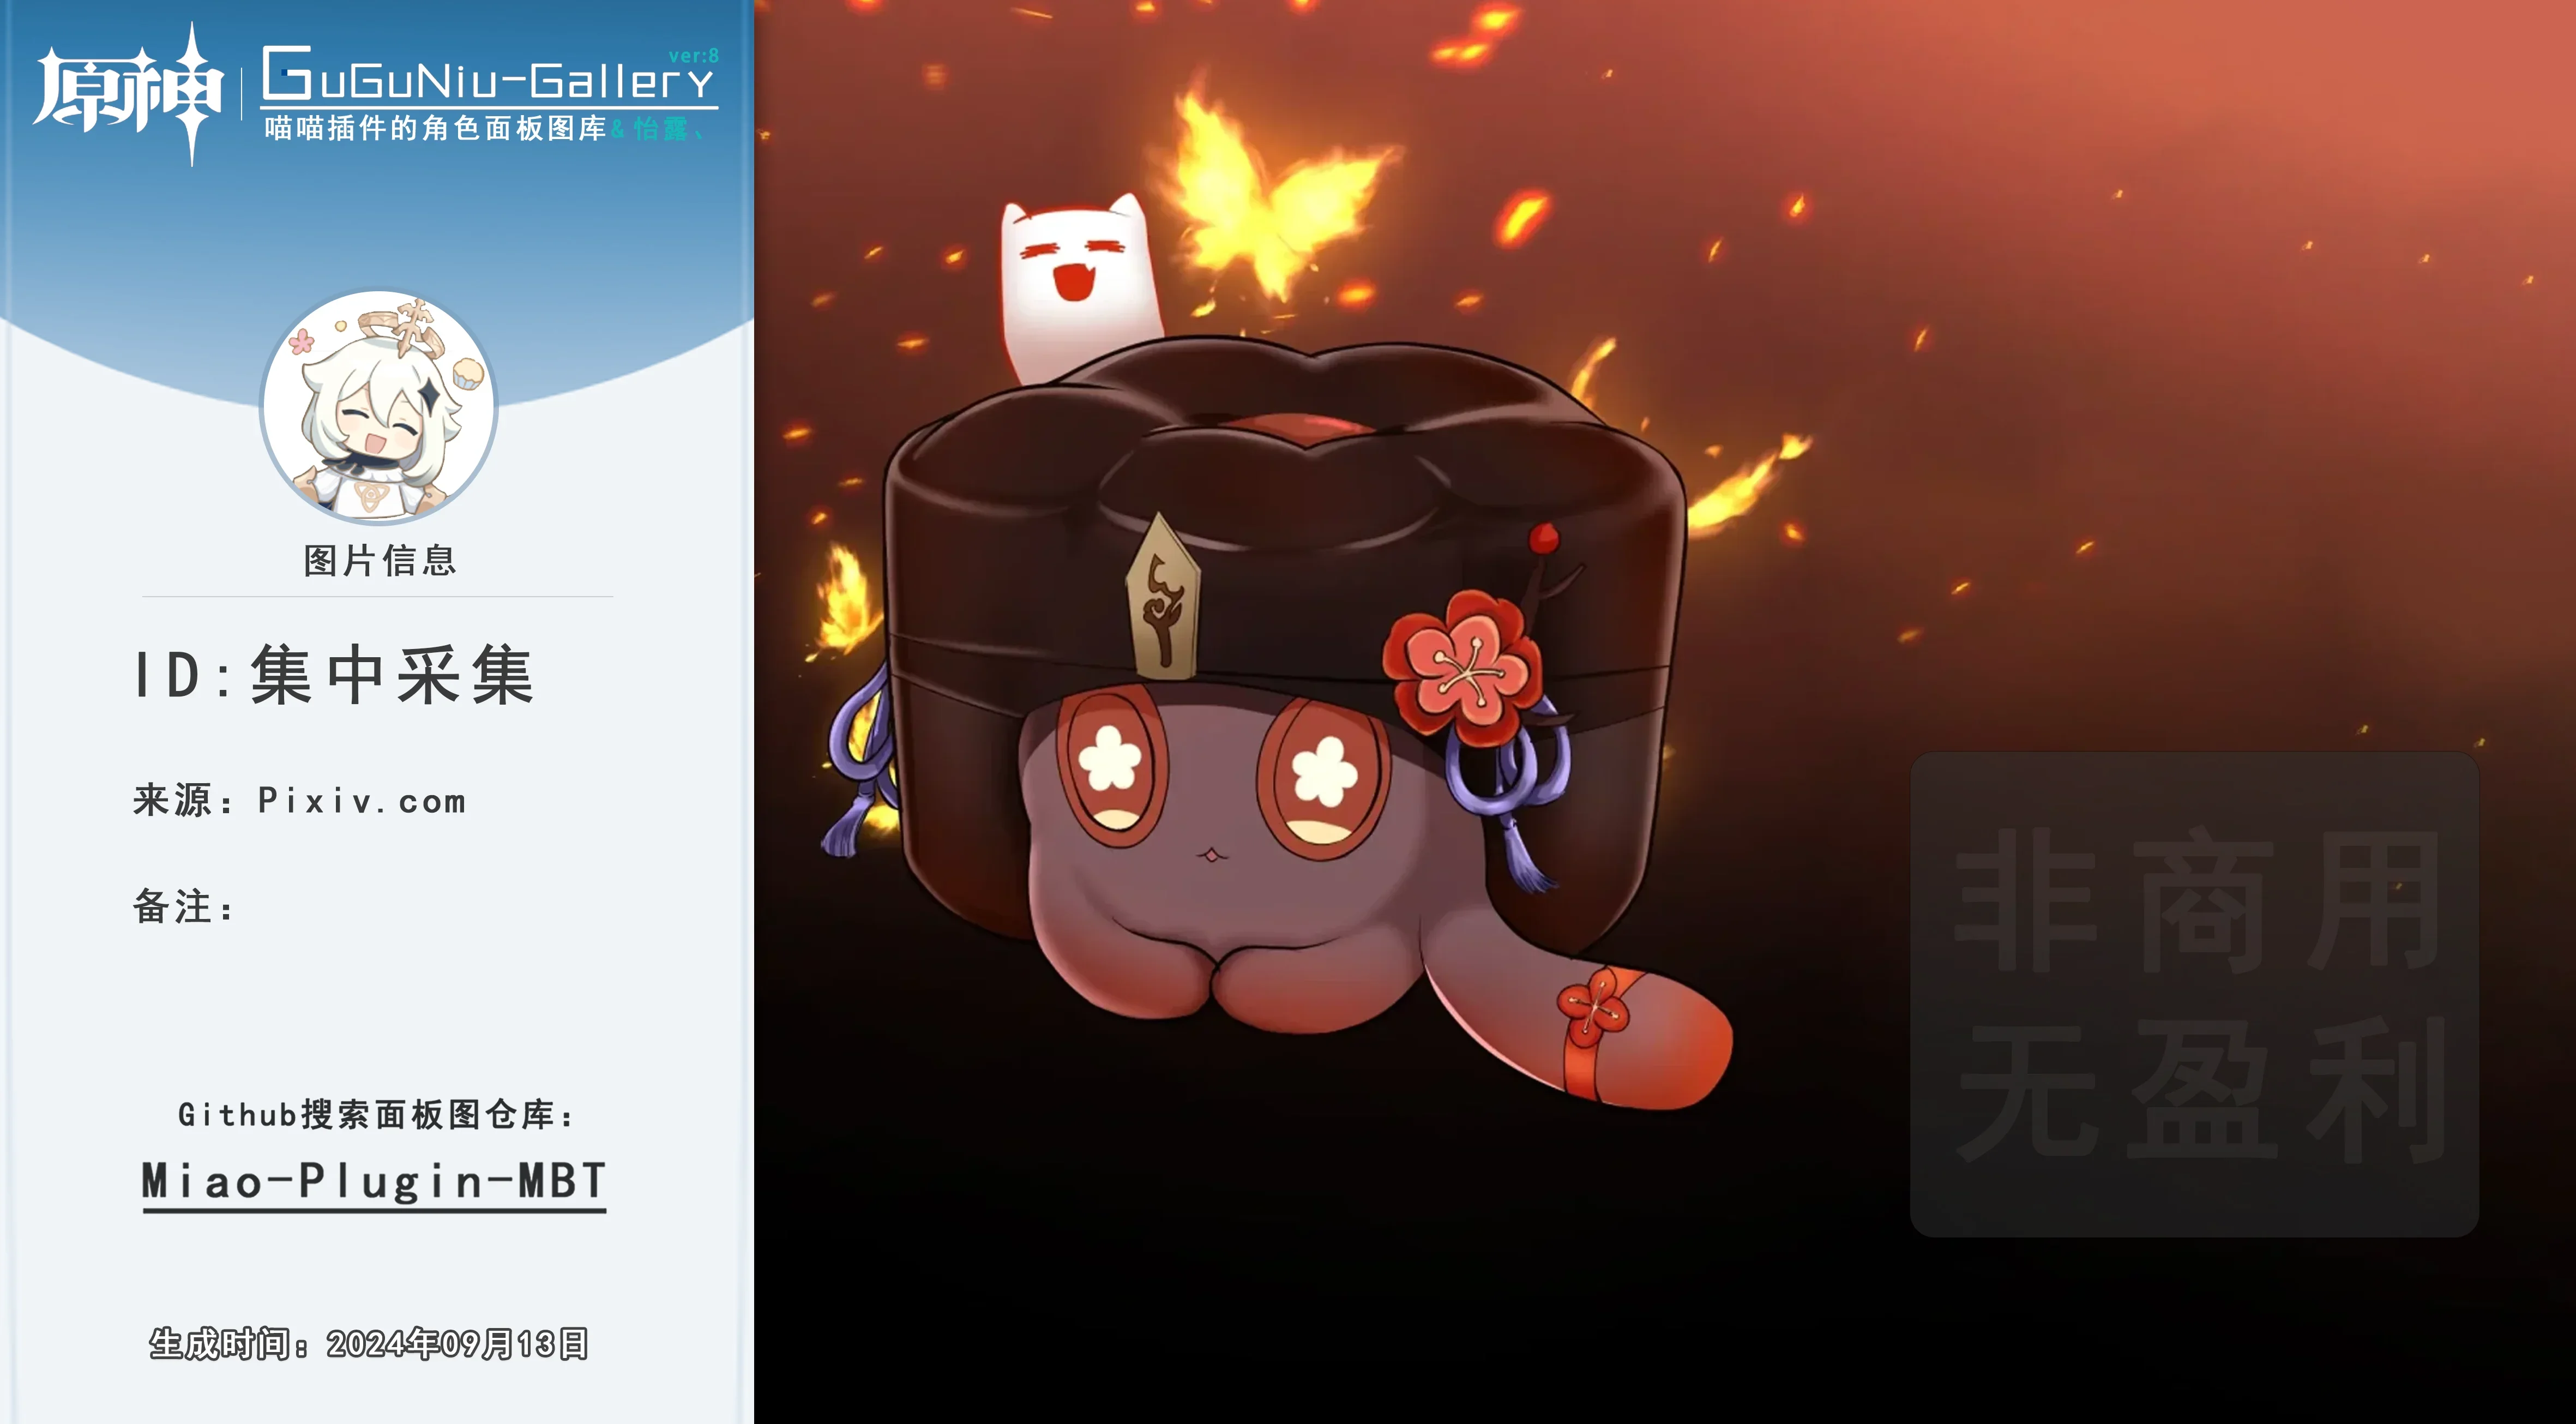 原神
GuGuNiu-Gallery
ver:8
喵喵插件的角色面板图库& 怡露、
图片信息
ID:集中采集
来源：Pixiv.com
备注：
Github搜索面板图仓库：
Miao-Plugin-MBT
生成时间：2024年09月13日
非商用
无盈利